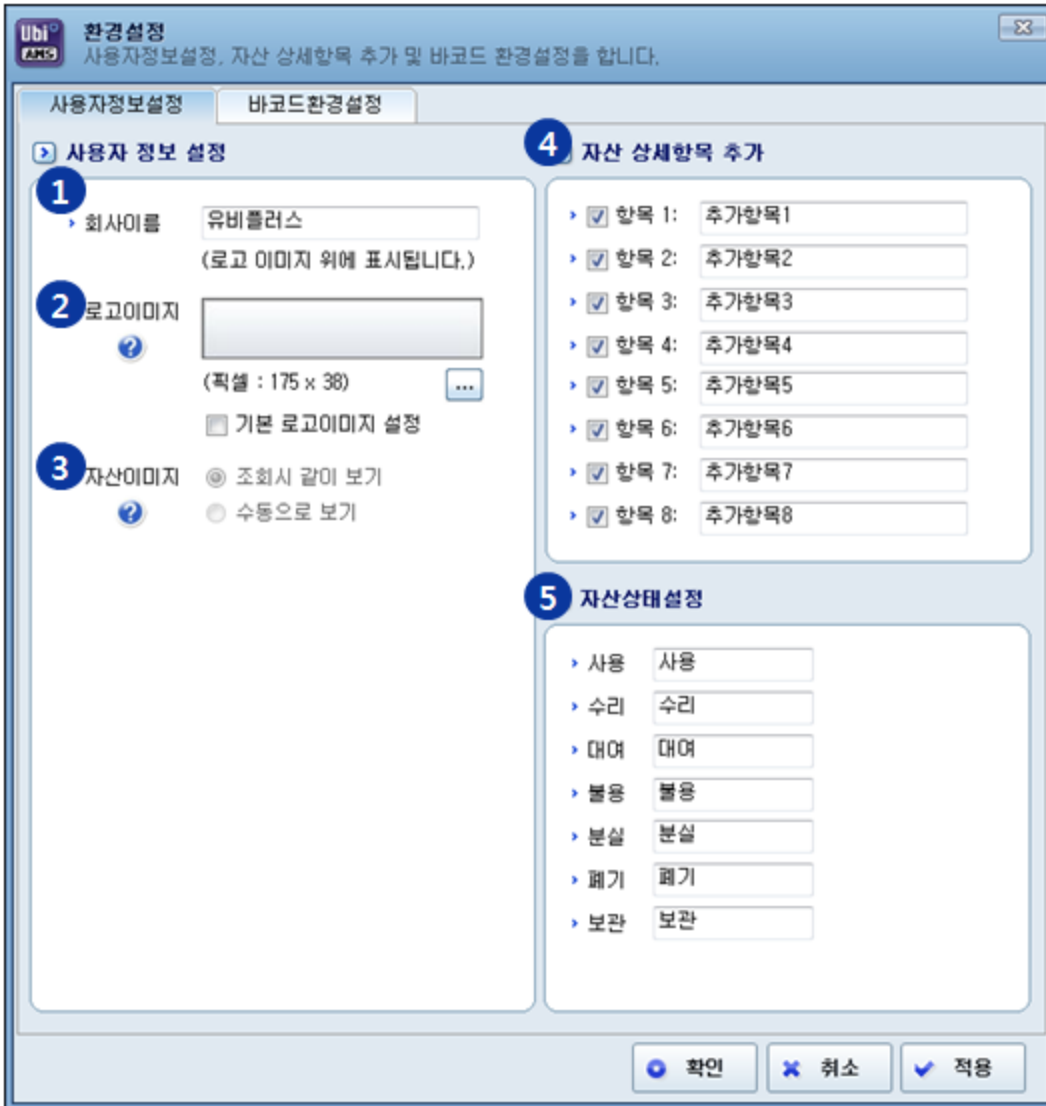 Ubi
AMS
환경설정
사용자정보설정, 자산 상세항목 추가 및 바코드 환경설정을 합니다.
사용자정보설정
바코드환경설정
사용자 정보 설정
1
회사이름
유비플러스
(로고 이미지 위에 표시됩니다.)
2
로고이미지
?
(픽셀 : 175 x 38)
...
기본 로고이미지 설정
3
자산이미지
조회시 같이 보기
?
수동으로 보기
4
자산 상세항목 추가
항목 1: 추가항목1
항목 2: 추가항목2
항목 3: 추가항목3
항목 4: 추가항목4
항목 5: 추가항목5
항목 6: 추가항목6
항목 7: 추가항목7
항목 8: 추가항목8
5
자산상태설정
사용 사용
수리 수리
대여 대여
불용 불용
분실 분실
폐기 폐기
보관 보관
확인
취소
적용